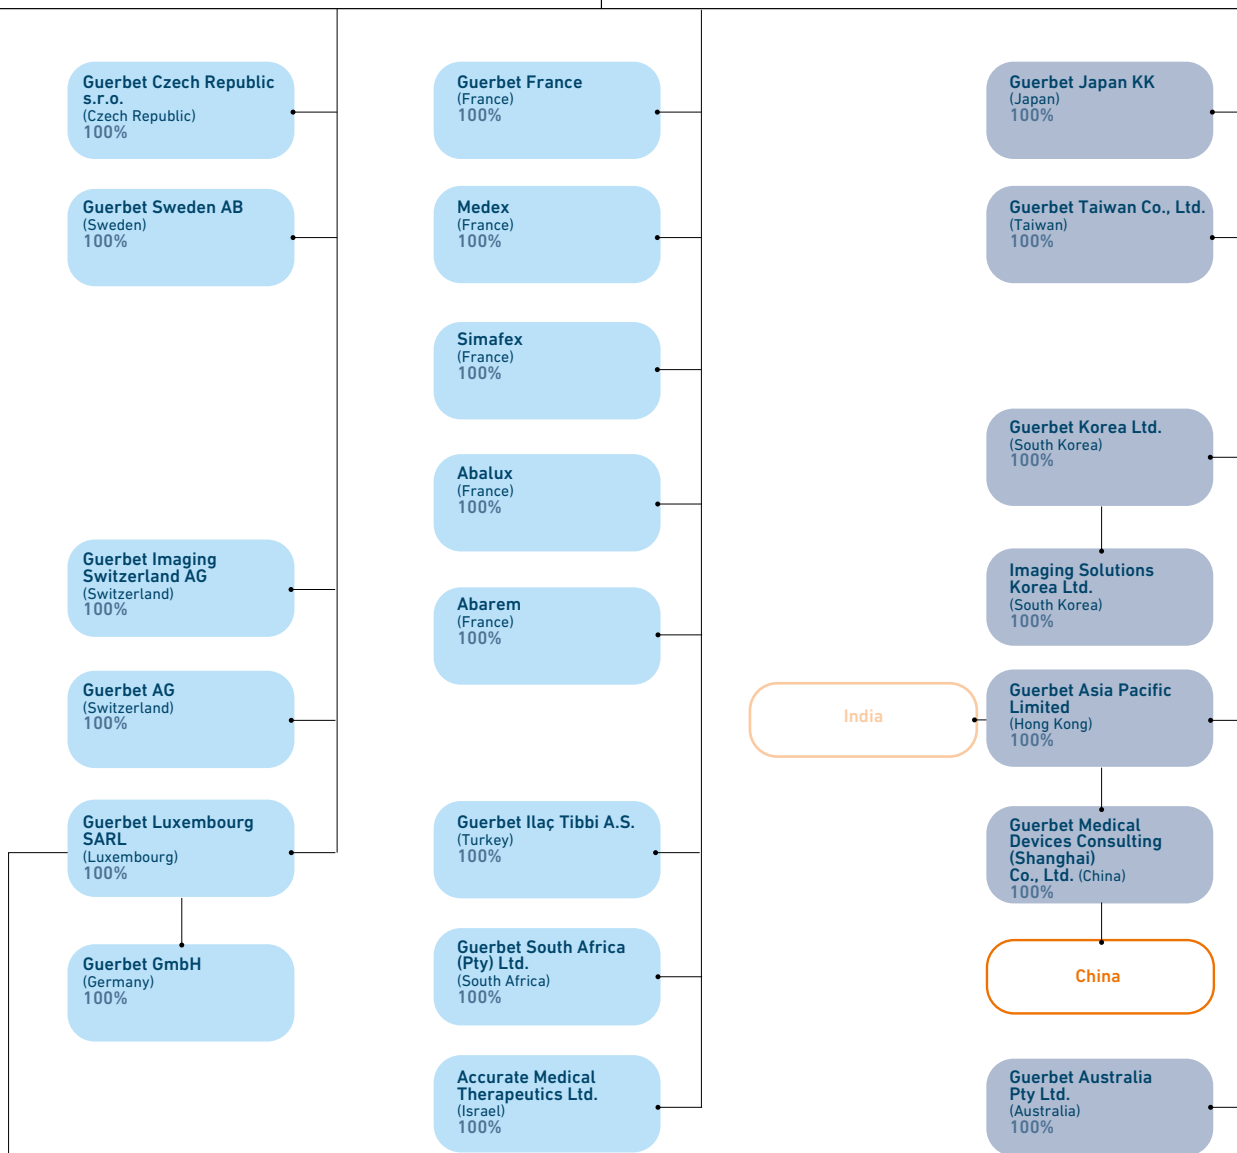 Guerbet Czech Republic
s.r.o.
(Czech Republic)
100%
Guerbet Sweden AB
(Sweden)
100%
Guerbet Imaging
Switzerland AG
(Switzerland)
100%
Guerbet AG
(Switzerland)
100%
Guerbet Luxembourg
SARL
(Luxembourg)
100%
Guerbet GmbH
(Germany)
100%
Guerbet France
(France)
100%
Medex
(France)
100%
Simafex
(France)
100%
Abalux
(France)
100%
Abarem
(France)
100%
Guerbet Ilaç Tibbi A.S.
(Turkey)
100%
Guerbet South Africa
(Pty) Ltd.
(South Africa)
100%
Accurate Medical
Therapeutics Ltd.
(Israel)
100%
Guerbet Japan KK
(Japan)
100%
Guerbet Taiwan Co., Ltd.
(Taiwan)
100%
Guerbet Korea Ltd.
(South Korea)
100%
Imaging Solutions
Korea Ltd.
(South Korea)
100%
India
Guerbet Asia Pacific
Limited
(Hong Kong)
100%
Guerbet Medical
Devices Consulting
(Shanghai)
Co., Ltd. (China)
100%
China
Guerbet Australia
Pty Ltd.
(Australia)
100%